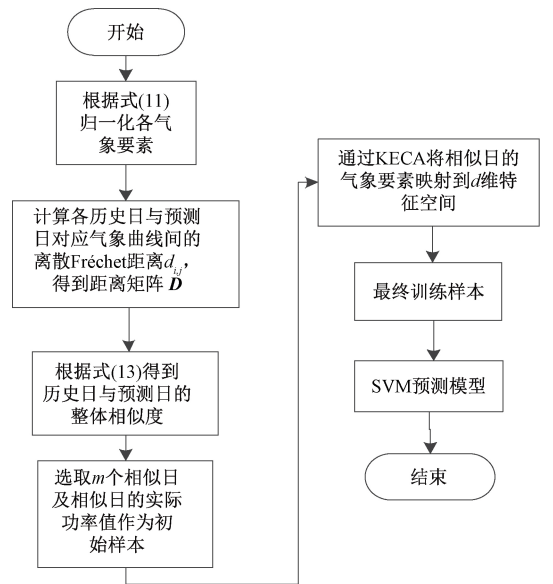 开始
根据式(11)
归一化各气
象要素
计算各历史日与预测
日对应气象曲线间的
离散Fréchet距离di,j，
得到距离矩阵 D
根据式(13)得到
历史日与预测日的
整体相似度
选取m个相似日
及相似日的实际
功率值作为初
始样本
通过KECA将相似日的
气象要素映射到d维特
征空间
最终训练样本
SVM预测模型
结束